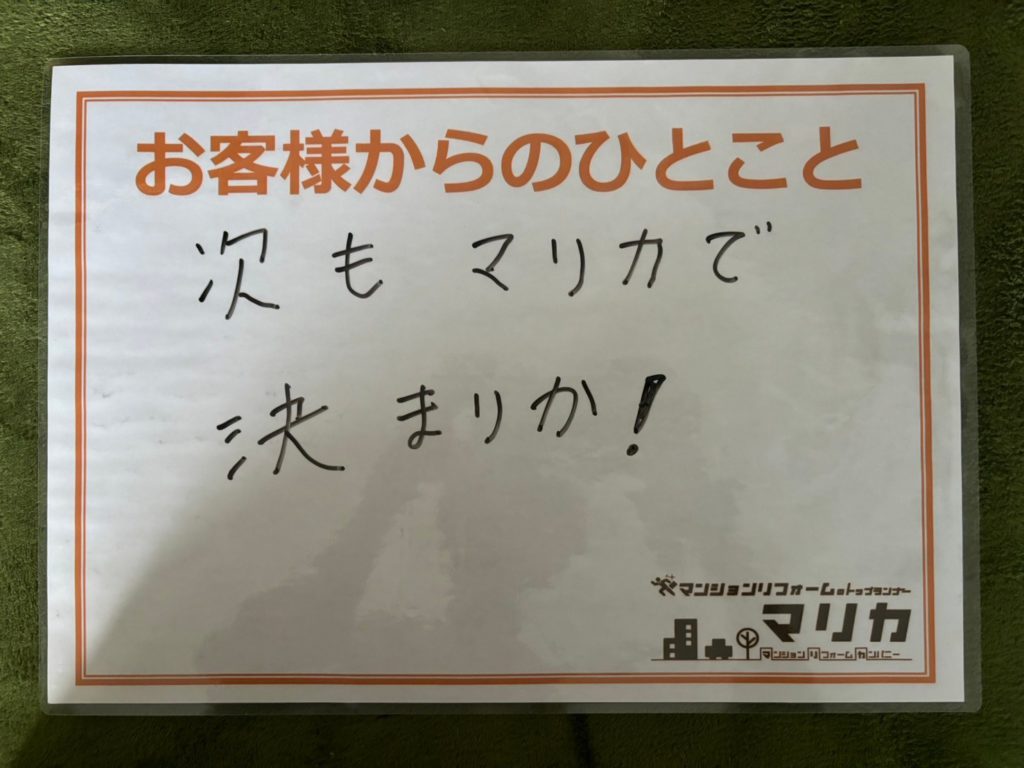 お客様からのひとこと
次もマリカで
決まりか!
マンションリフォームのトップランナー
マリカ
マンションリフォームカンパニー